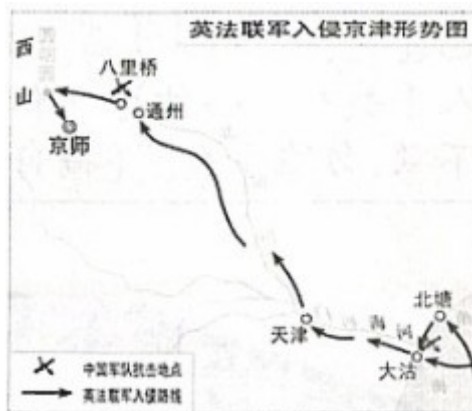 英法联军入侵京津形势图
西
山
八里桥
通州
京师
北塘
天津
大沽
海
河
中国军队抗击地点
英法联军入侵路线